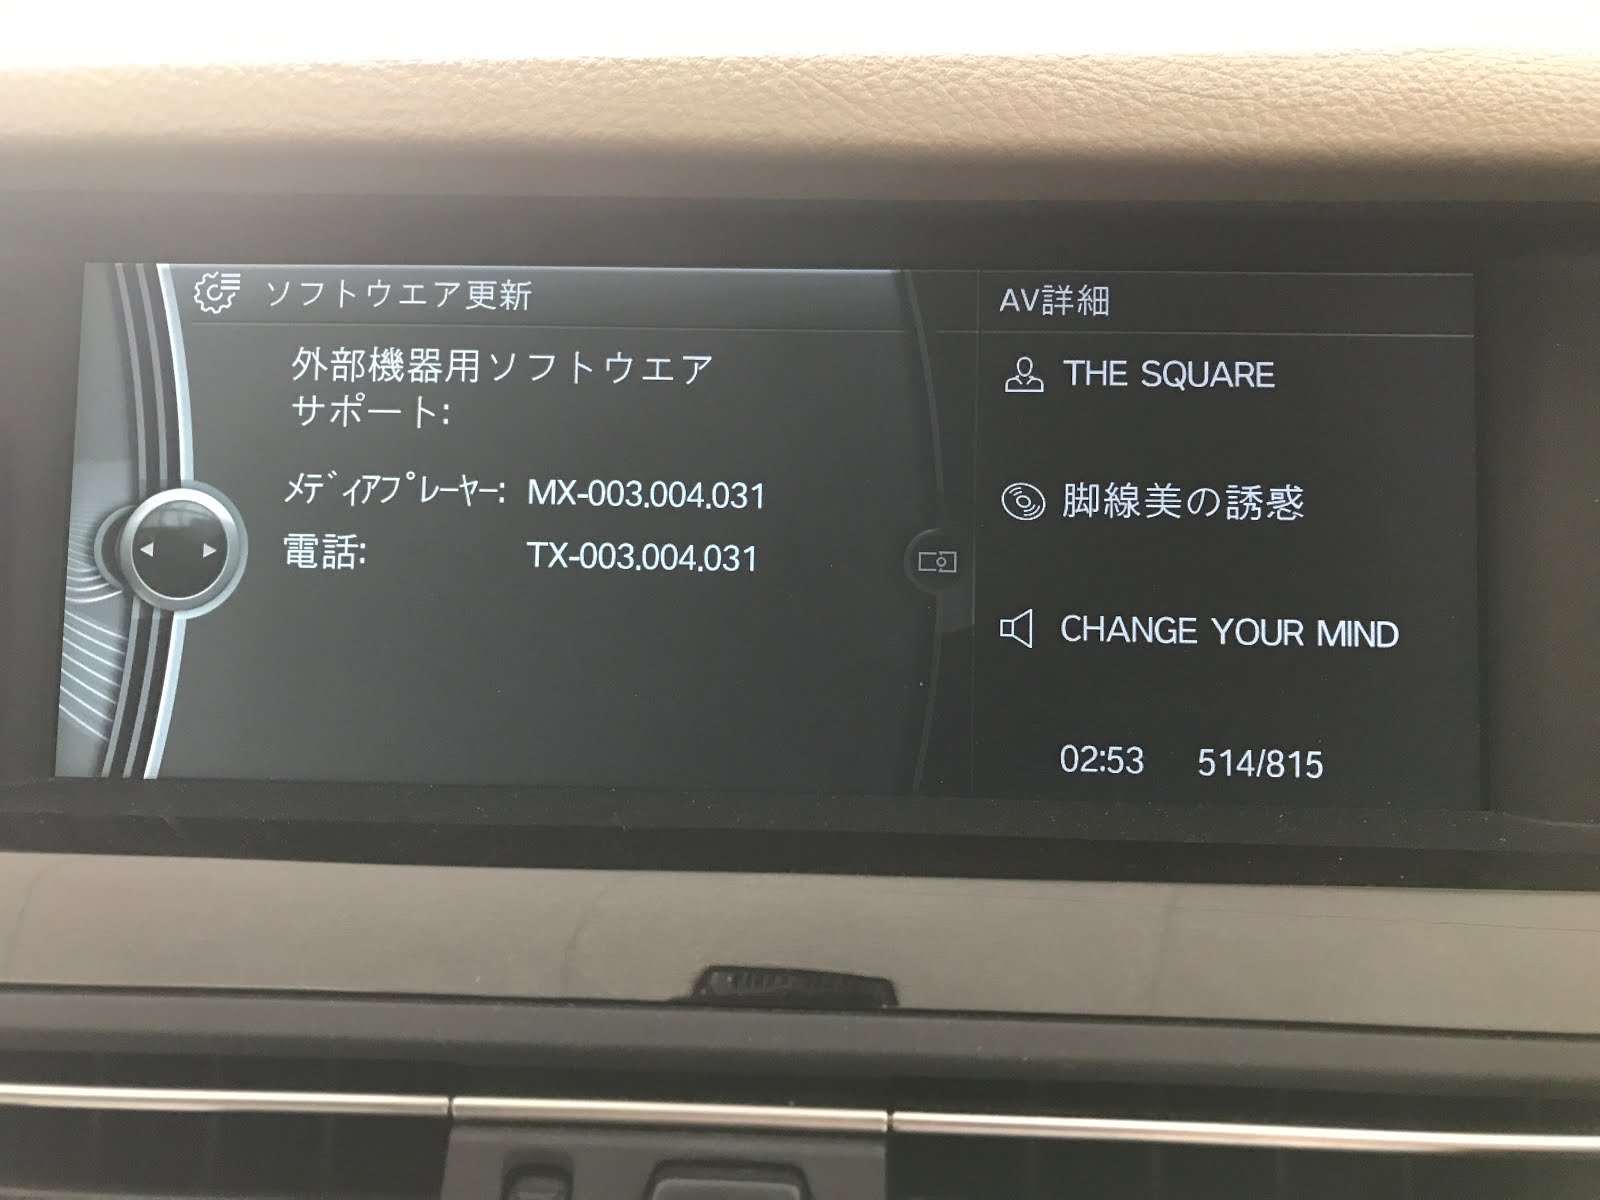 ソフトウエア更新
外部機器用ソフトウエア
サポート:
メディアプレーヤー: MX-003.004.031
電話: TX-003.004.031
AV詳細
THE SQUARE
脚線美の誘惑
CHANGE YOUR MIND
02:53 514/815